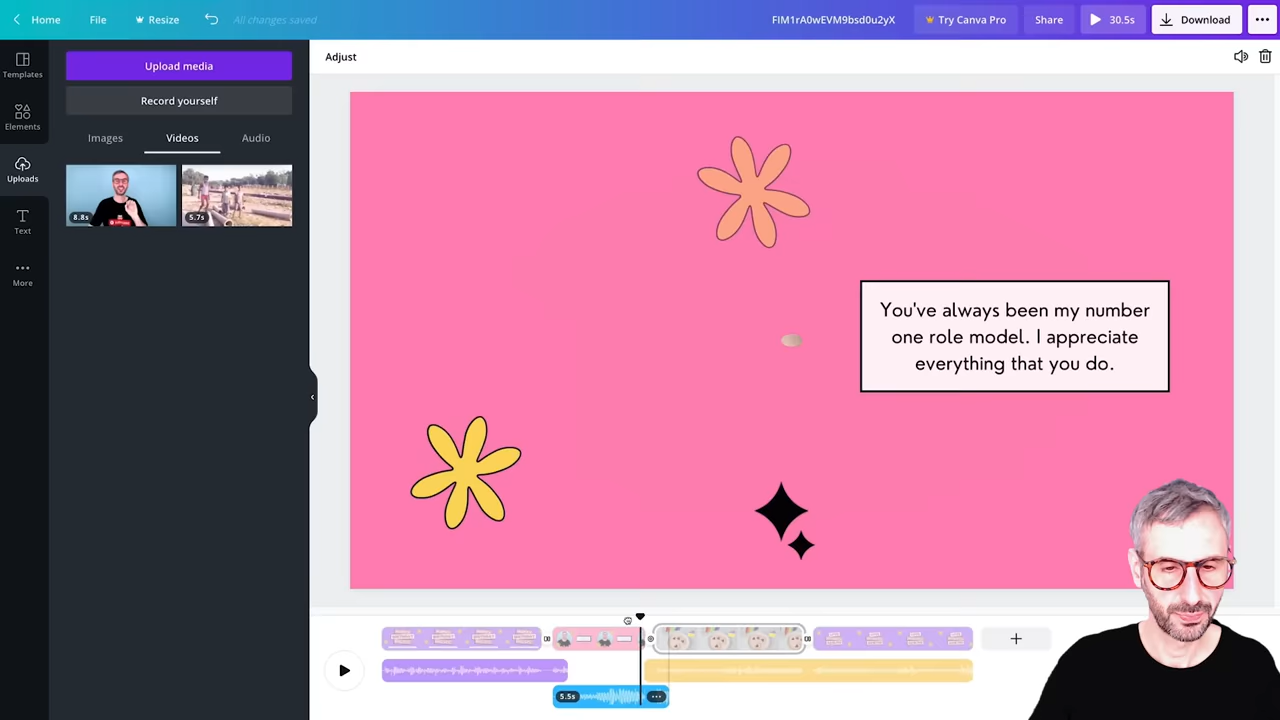 Home
File
Resize
All changes saved
FIM1rA0wEVM9bsd0u2yX
Try Canva Pro
Share
30.5s
Download
Templates
Elements
Uploads
Text
More
Upload media
Record yourself
Images
Videos
Audio
8.8s
5.7s
Adjust
You've always been my number
one role model. I appreciate
everything that you do.
5.5s